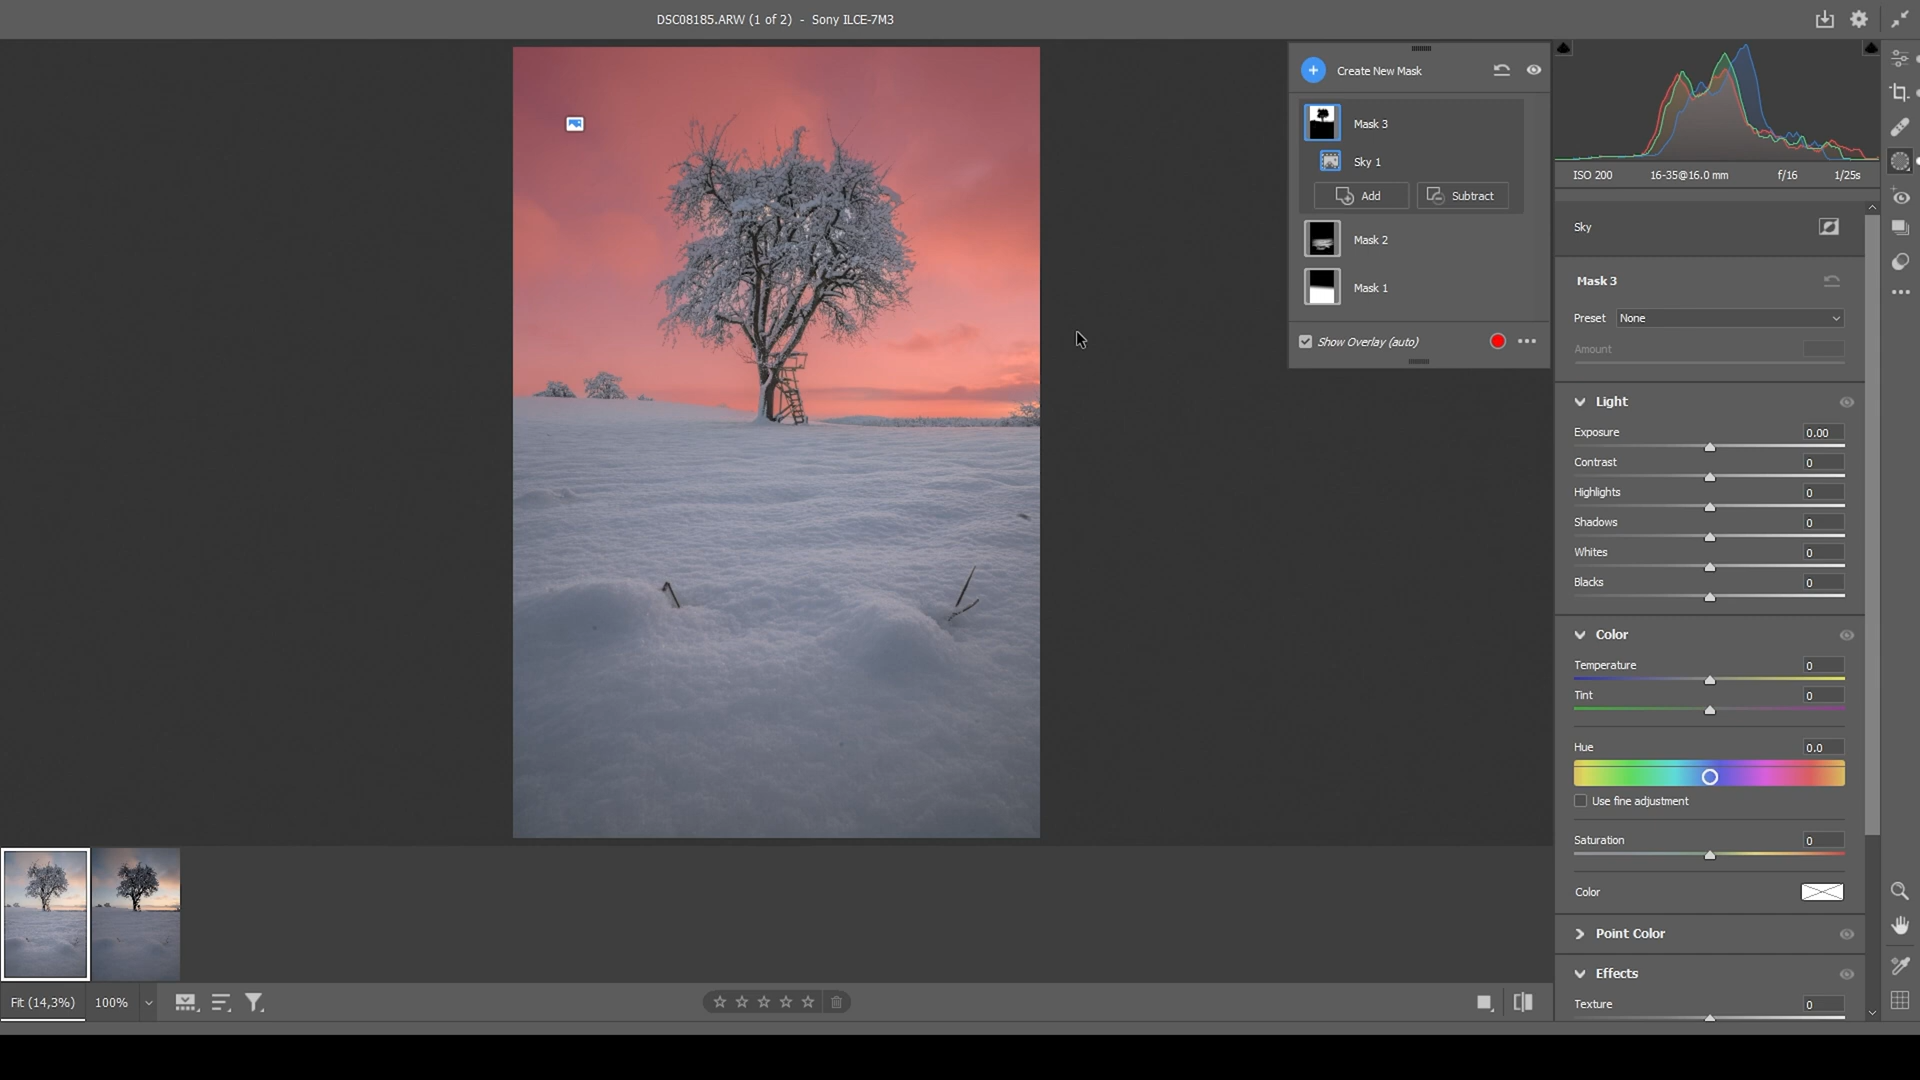 DSC08185.ARW (1 of 2) - Sony ILCE-7M3
Create New Mask
Mask 3
Sky 1
Add
Subtract
Mask 2
Mask 1
Show Overlay (auto)
ISO 200 16-35@16.0 mm f/16 1/25s
Sky
Mask 3
Preset None
Amount
Light
Exposure 0.00
Contrast 0
Highlights 0
Shadows 0
Whites 0
Blacks 0
Color
Temperature 0
Tint 0
Hue 0.0
Use fine adjustment
Saturation 0
Color
Point Color
Effects
Texture 0
Fit (14,3%) 100%